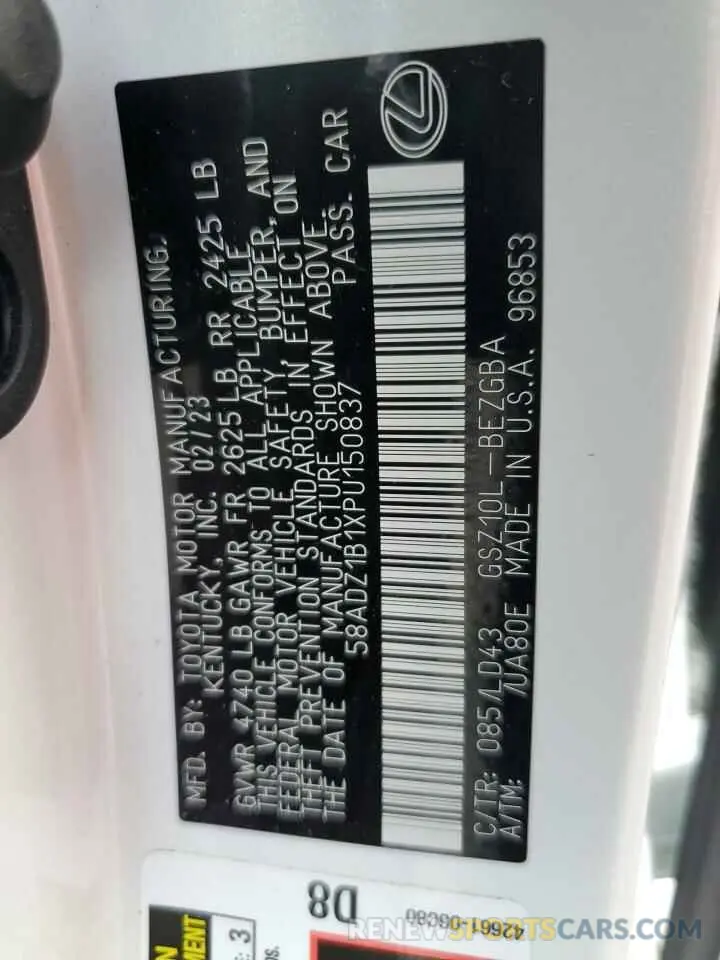 MFD. BY: TOYOTA MOTOR MANUFACTURING,
KENTUCKY, INC. 02/23
GVWR 4740 LB GAWR FR 2625 LB RR 2425 LB
THIS VEHICLE CONFORMS TO ALL APPLICABLE
FEDERAL MOTOR VEHICLE SAFETY, BUMPER, AND
THEFT PREVENTION STANDARDS IN EFFECT ON
THE DATE OF MANUFACTURE SHOWN ABOVE.
58ADZ1B1XPU150837 PASS. CAR
C/TR: 085/LD43 GSZ10L-BEZGBA
A/TM: /UA80E MADE IN U.S.A. 96853
D8
3
RENEWSPORTSCARS.COM